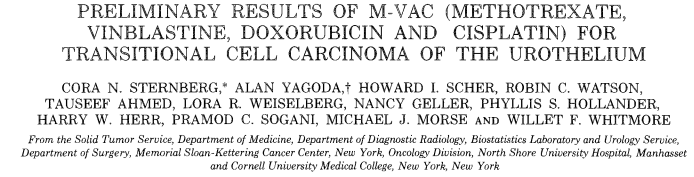 PRELIMINARY RESULTS OF M-VAC (METHOTREXATE,
VINBLASTINE, DOXORUBICIN AND CISPLATIN) FOR
TRANSITIONAL CELL CARCINOMA OF THE UROTHELIUM
CORA N. STERNBERG,* ALAN YAGODA,† HOWARD I. SCHER, ROBIN C. WATSON,
TAUSEEF AHMED, LORA R. WEISELBERG, NANCY GELLER, PHYLLIS S. HOLLANDER,
HARRY W. HERR, PRAMOD C. SOGANI, MICHAEL J. MORSE AND WILLET F. WHITMORE
From the Solid Tumor Service, Department of Medicine, Department of Diagnostic Radiology, Biostatistics Laboratory and Urology Service,
Department of Surgery, Memorial Sloan-Kettering Cancer Center, New York, Oncology Division, North Shore University Hospital, Manhasset
and Cornell University Medical College, New York, New York